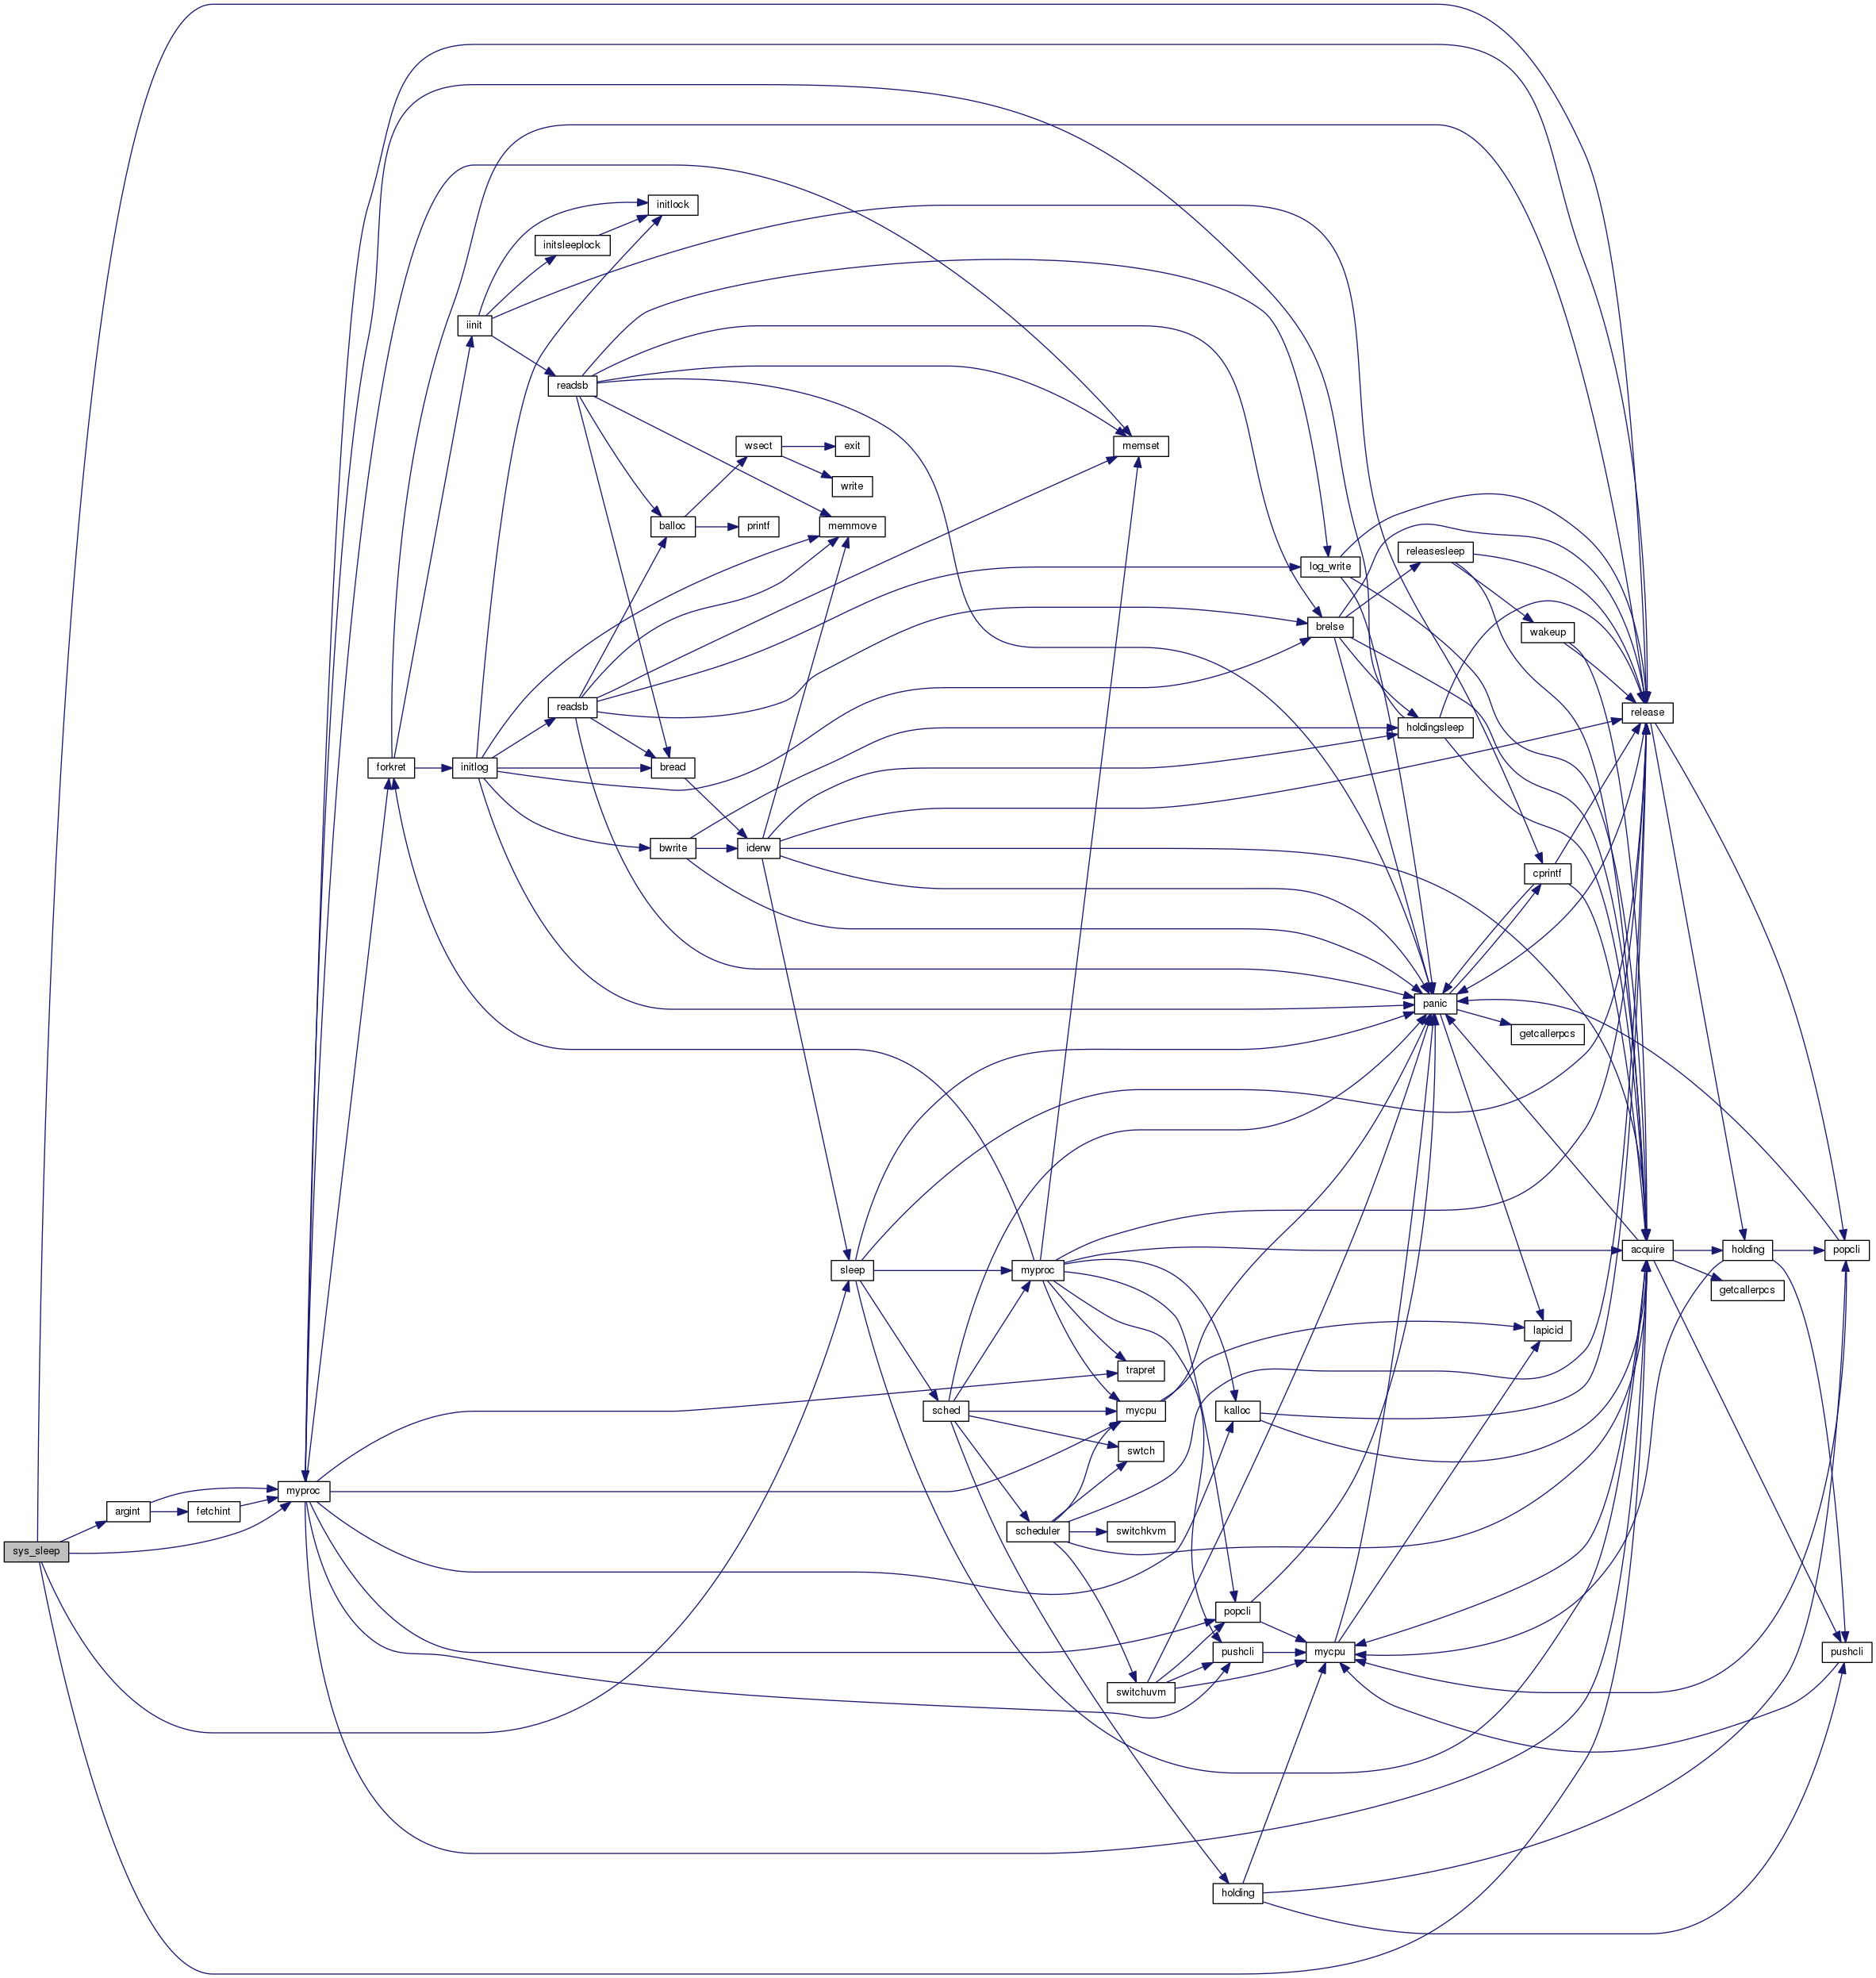 initlock
initsleeplock
iinit
readsb
wsect
exit
memset
write
balloc
printf
memmove
releasesleep
log_write
brelse
wakeup
readsb
release
holdingsleep
forkret
initlog
bread
bwrite
iderw
cprintf
panic
getcallerpcs
acquire
holding
popcli
sleep
myproc
getcallerpcs
lapicid
trapret
sched
mycpu
kalloc
swtch
myproc
argint
fetchint
scheduler
switchkvm
sys_sleep
popcli
pushcli
mycpu
pushcli
switchuvm
holding